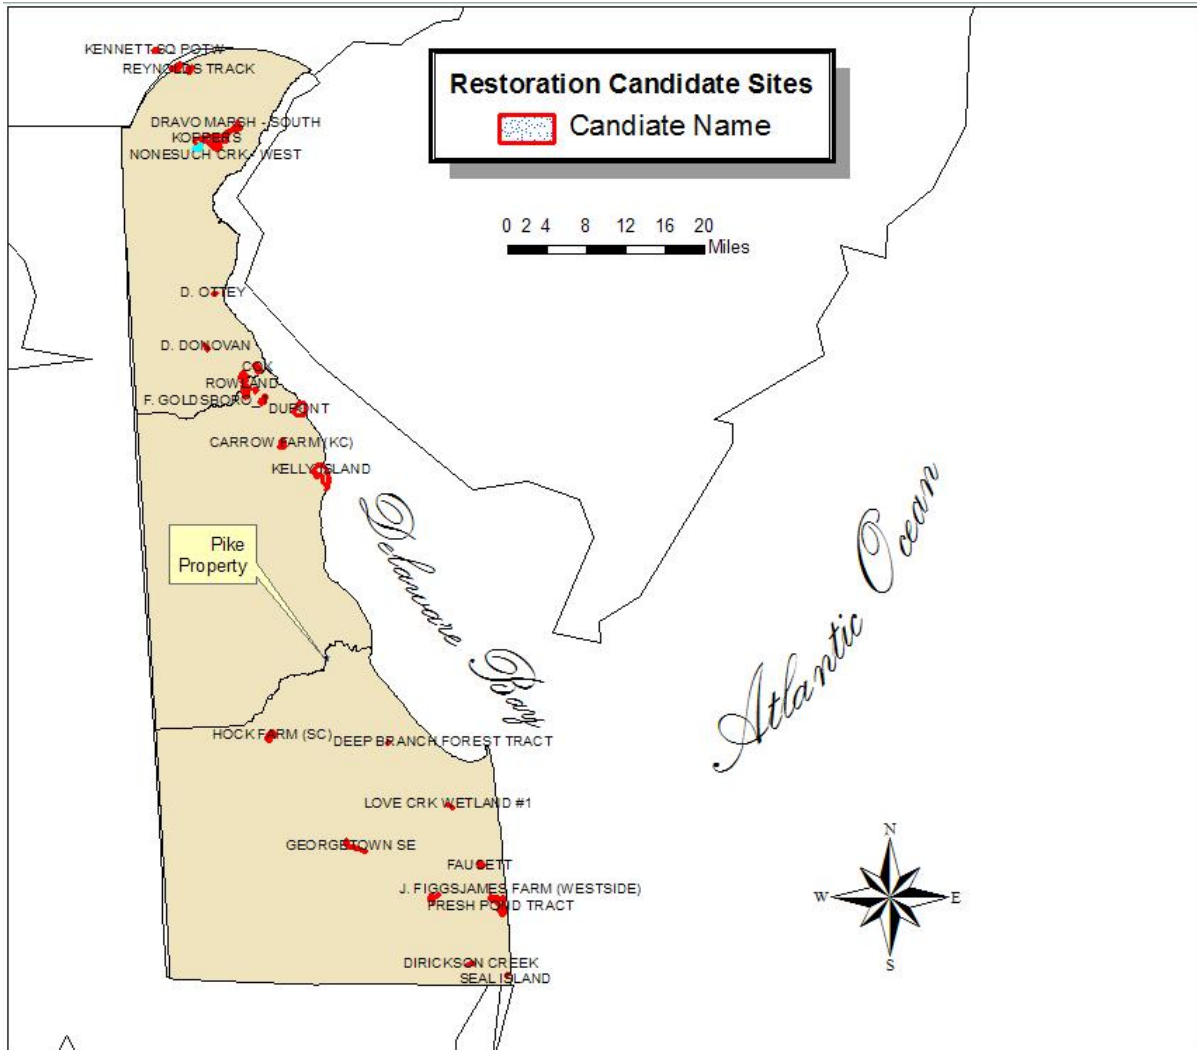 KENNETT SQ POTW
REYNOLDS TRACK
Restoration Candidate Sites
Candiate Name
DRAVO MARSH - SOUTH
KOPPERS
NONESUCH CRK - WEST
0 2 4 8 12 16 20
Miles
D. OTTEY
D. DONOVAN
COX
ROWLAND
F. GOLDSBORO_
DUPONT
CARROW FARM (KC)
KELLY ISLAND
Delaware Bay
Atlantic Ocean
Pike
Property
HOCK FARM (SC)
DEEP BRANCH FOREST TRACT
LOVE CRK WETLAND #1
GEORGETOWN SE
FAUSETT
J. FIGGSJAMES FARM (WESTSIDE)
FRESH POND TRACT
DIRICKSON CREEK
SEAL ISLAND
N
W
E
S